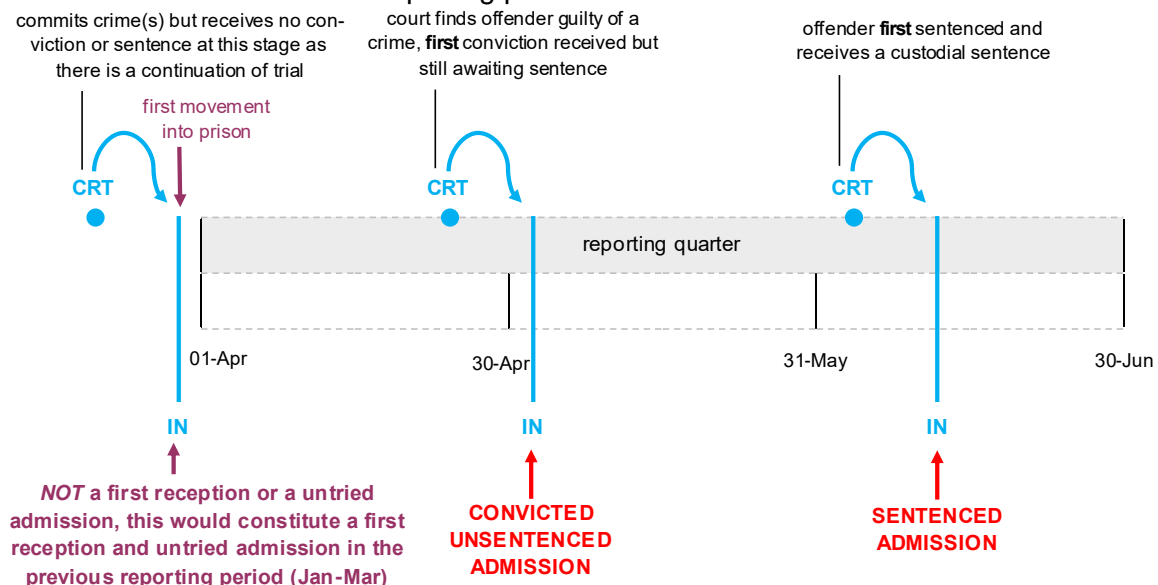 commits crime(s) but receives no con-
viction or sentence at this stage as
there is a continuation of trial
first movement
into prison
CRT
court finds offender guilty of a
crime, first conviction received but
still awaiting sentence
CRT
offender first sentenced and
receives a custodial sentence
CRT
reporting quarter
01-Apr
30-Apr
31-May
30-Jun
IN
IN
IN
NOT a first reception or a untried
admission, this would constitute a first
reception and untried admission in the
previous reporting period (Jan-Mar)
CONVICTED
UNSENTENCED
ADMISSION
SENTENCED
ADMISSION